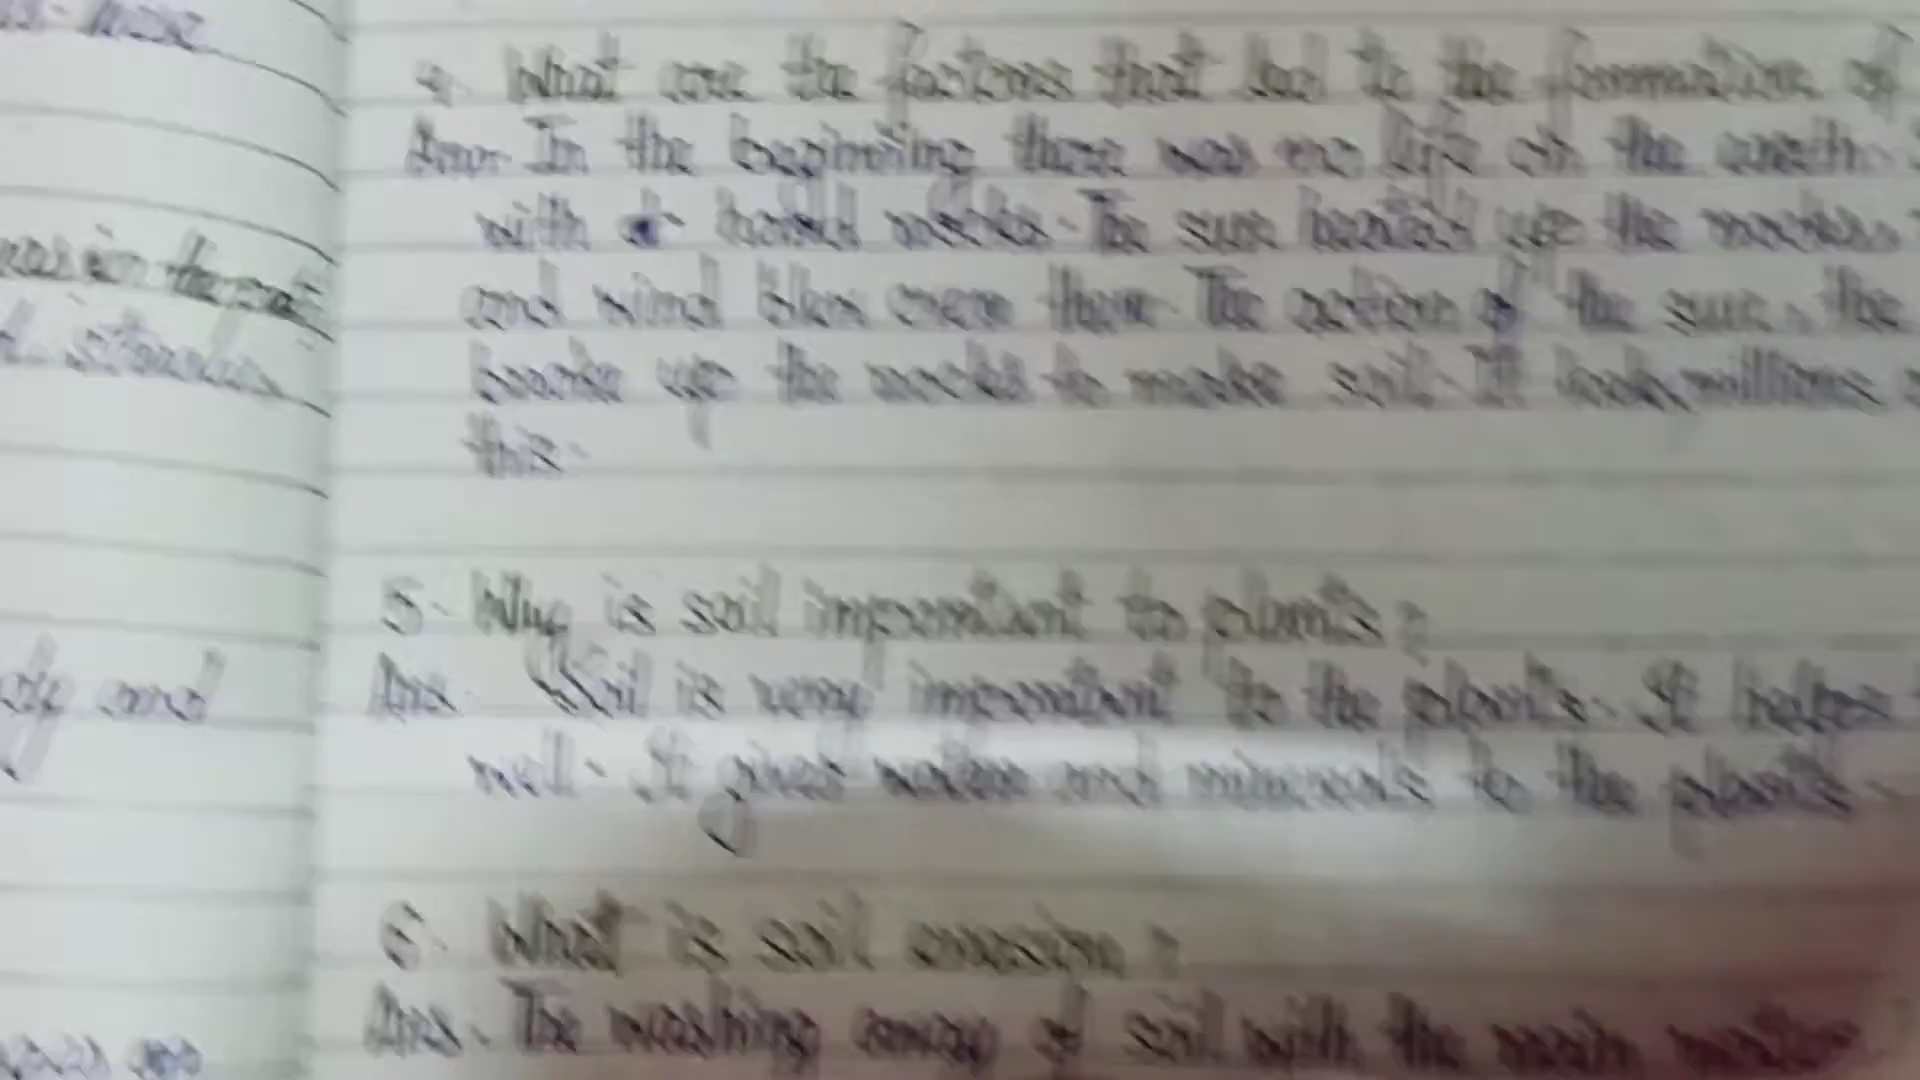 4. What are the factors that led to the formation of
Ans. In the beginning there was no life on the earth.
with hard rocks. The sun heated up the rocks.
and wind blew over them. The action of the sun, the
broke up the rocks to make soil. It took millions
this.
5. Why is soil important to plants?
Ans. Soil is very important to the plants. It helps
well. It gives water and minerals to the plants.
6. What is soil erosion?
Ans. The washing away of soil with the rain water
and